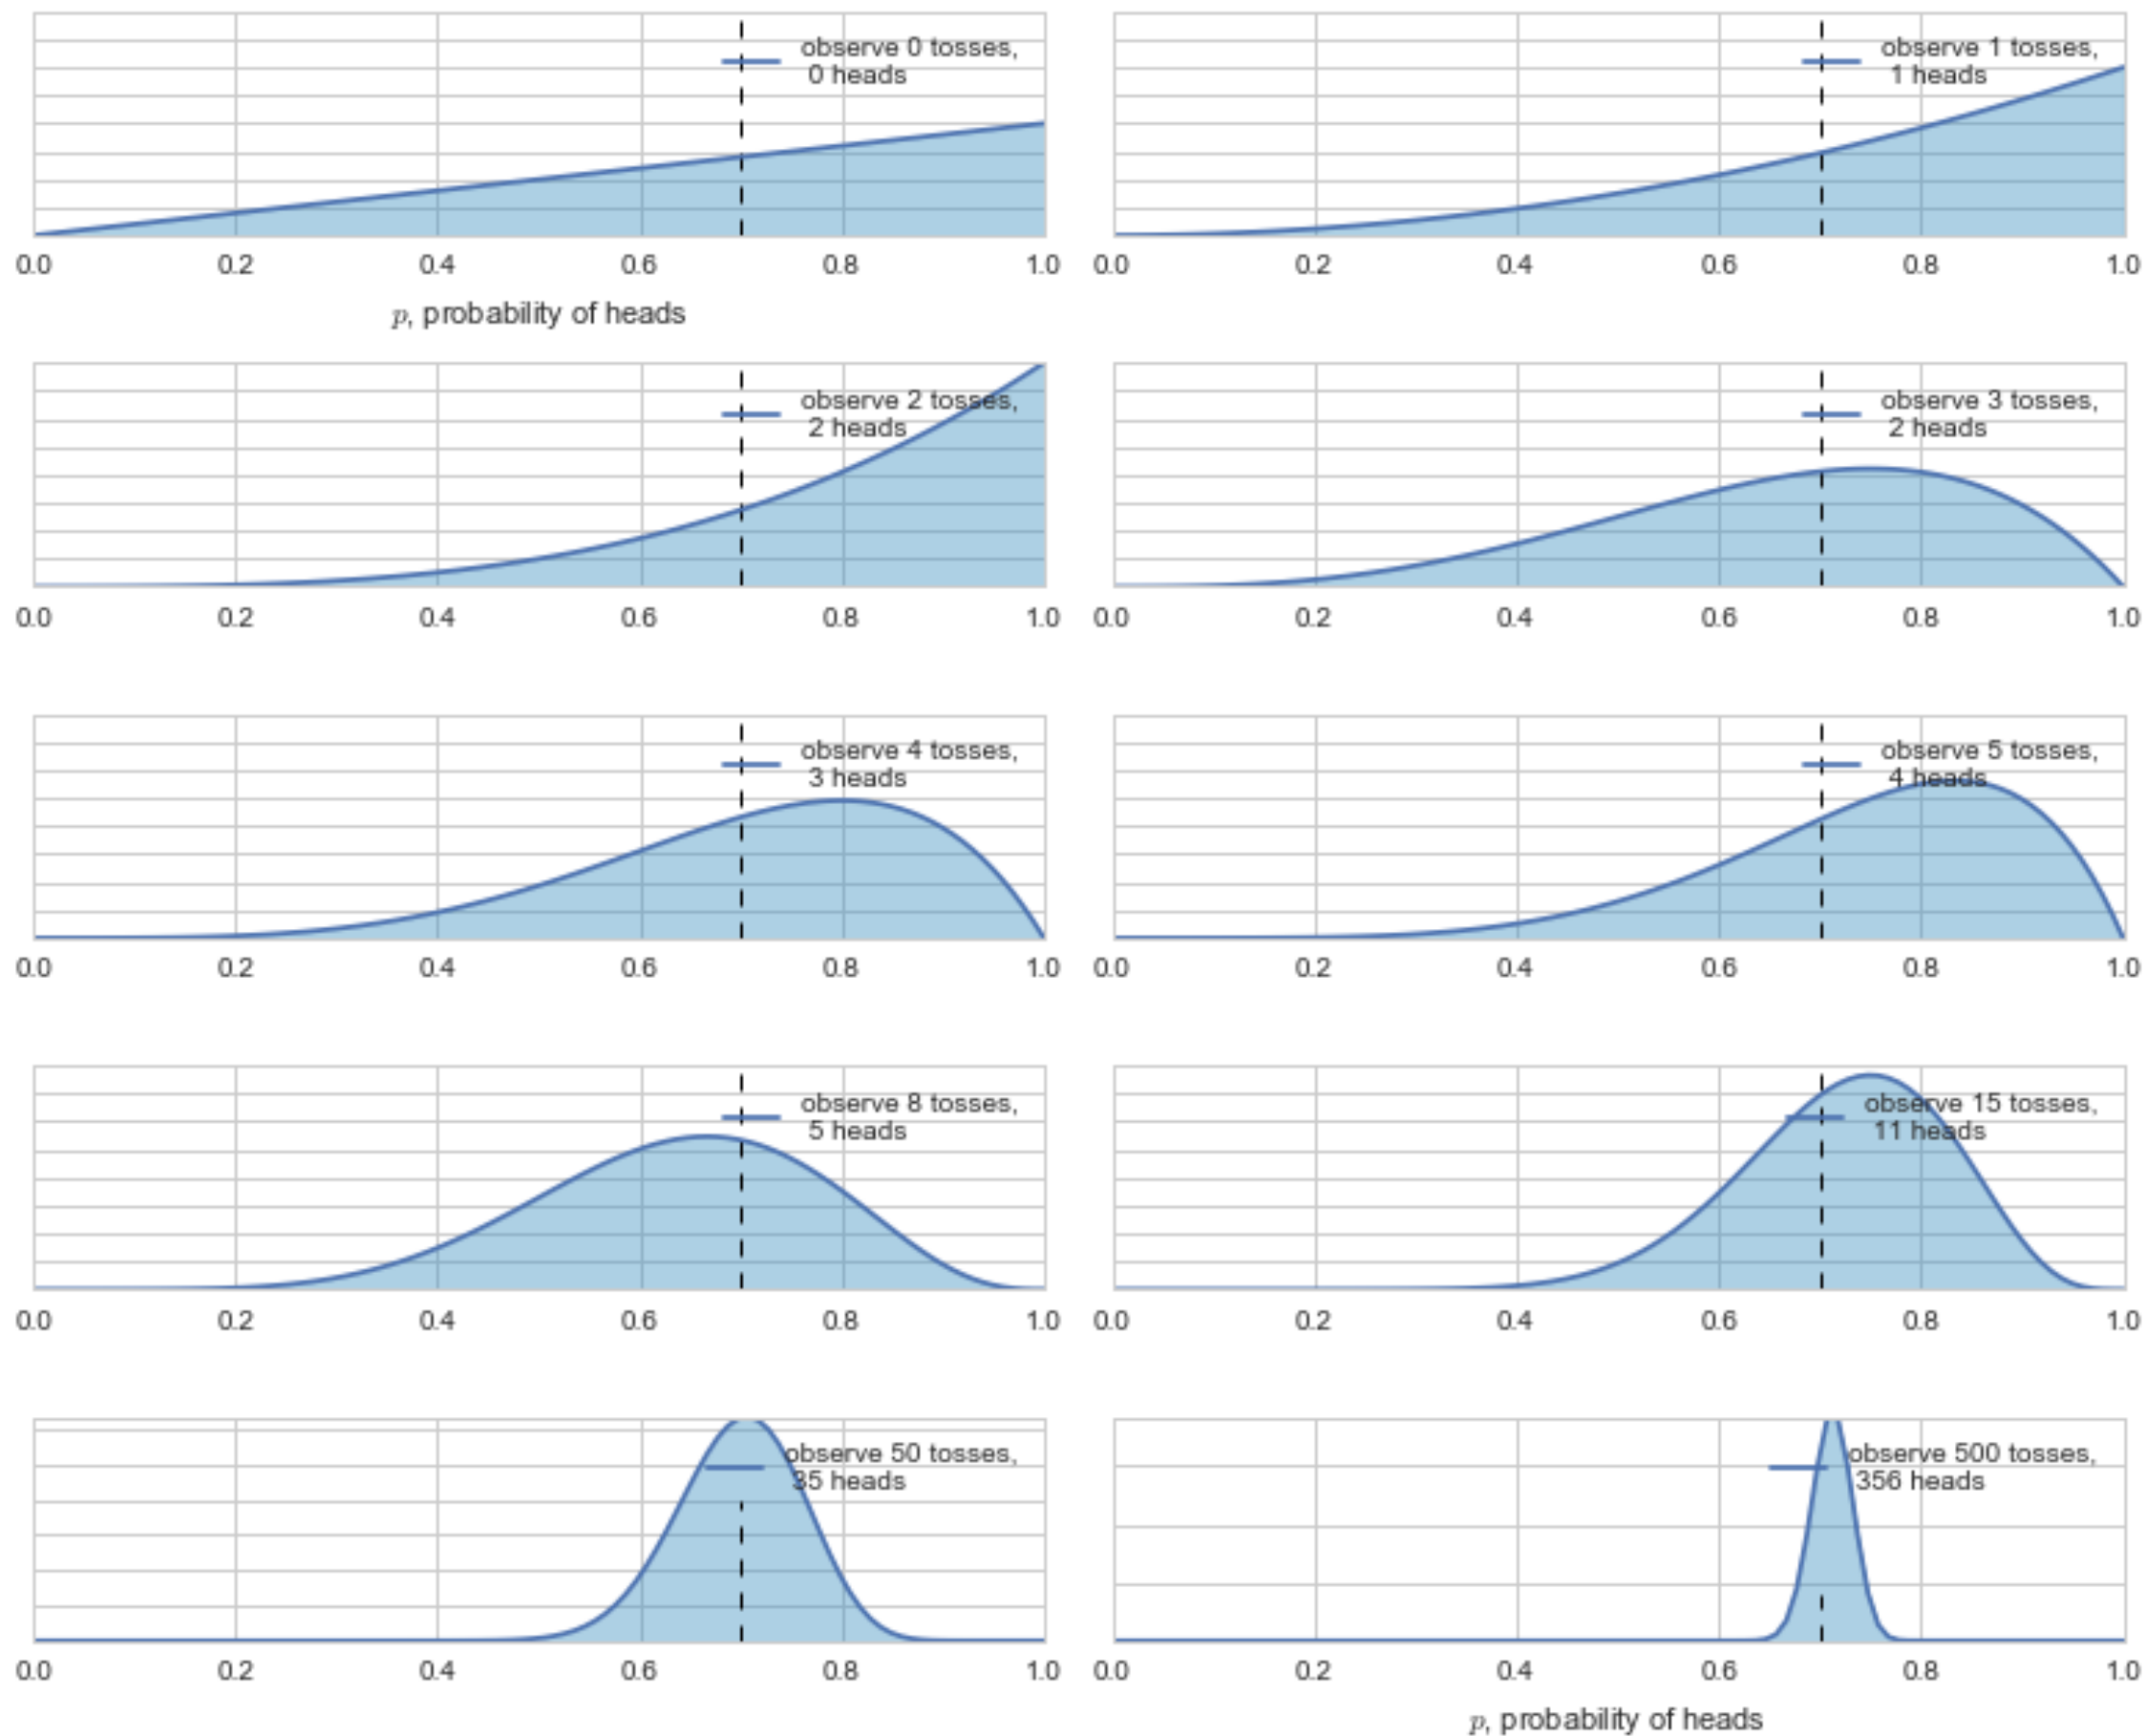 observe 0 tosses,
0 heads
0.0 0.2 0.4 0.6 0.8 1.0
p, probability of heads
observe 1 tosses,
1 heads
0.0 0.2 0.4 0.6 0.8 1.0
observe 2 tosses,
2 heads
0.0 0.2 0.4 0.6 0.8 1.0
observe 3 tosses,
2 heads
0.0 0.2 0.4 0.6 0.8 1.0
observe 4 tosses,
3 heads
0.0 0.2 0.4 0.6 0.8 1.0
observe 5 tosses,
4 heads
0.0 0.2 0.4 0.6 0.8 1.0
observe 8 tosses,
5 heads
0.0 0.2 0.4 0.6 0.8 1.0
observe 15 tosses,
11 heads
0.0 0.2 0.4 0.6 0.8 1.0
observe 50 tosses,
35 heads
0.0 0.2 0.4 0.6 0.8 1.0
observe 500 tosses,
356 heads
0.0 0.2 0.4 0.6 0.8 1.0
p, probability of heads